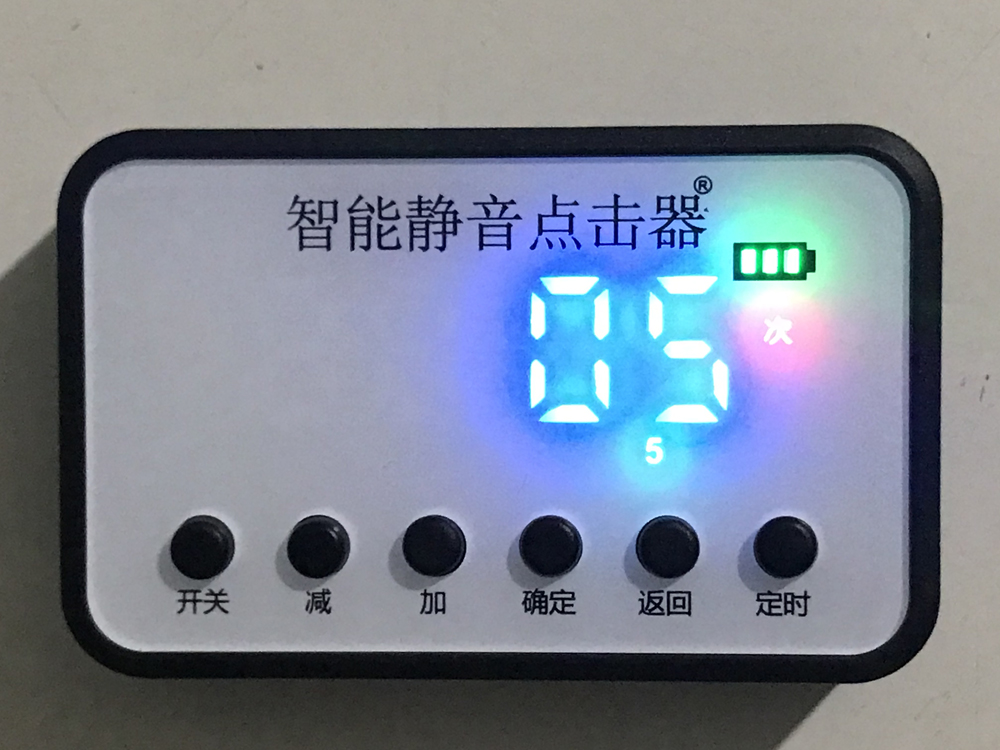 智能静音点击器®
05
次
5
开关 减 加 确定 返回 定时